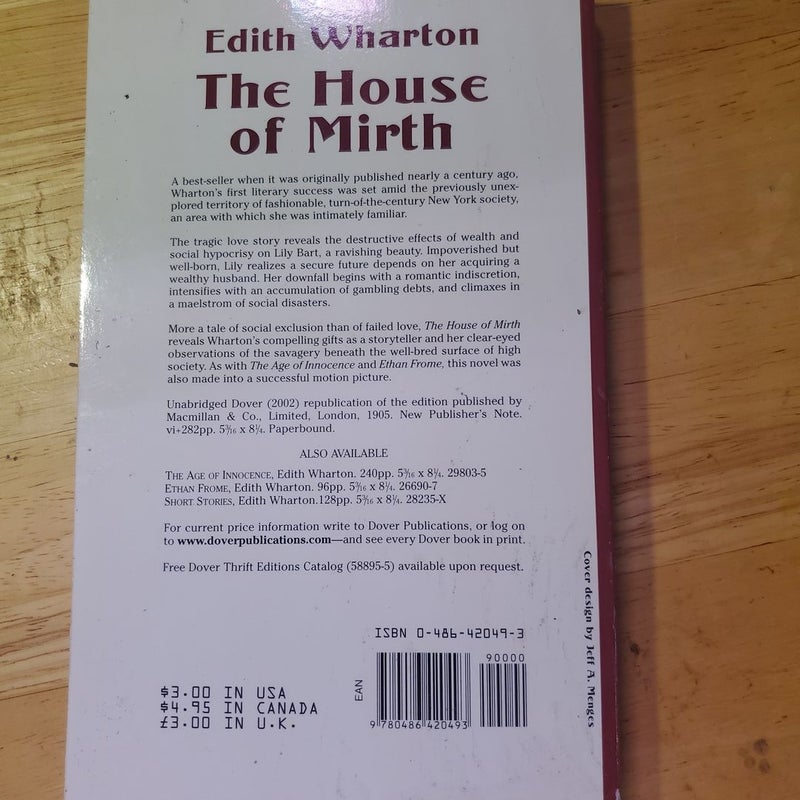 Edith Wharton
The House
of Mirth
A best-seller when it was originally published nearly a century ago,
Wharton's first literary success was set amid the previously unex-
plored territory of fashionable, turn-of-the-century New York society,
an area with which she was intimately familiar.
The tragic love story reveals the destructive effects of wealth and
social hypocrisy on Lily Bart, a ravishing beauty. Impoverished but
well-born, Lily realizes a secure future depends on her acquiring a
wealthy husband. Her downfall begins with a romantic indiscretion,
intensifies with an accumulation of gambling debts, and climaxes in
a maelstrom of social disasters.
More a tale of social exclusion than of failed love, The House of Mirth
reveals Wharton's compelling gifts as a storyteller and her clear-eyed
observations of the savagery beneath the well-bred surface of high
society. As with The Age of Innocence and Ethan Frome, this novel was
also made into a successful motion picture.
Unabridged Dover (2002) republication of the edition published by
Macmillan & Co., Limited, London, 1905. New Publisher's Note.
vi+282pp. 5³⁄₁₆ x 8¼. Paperbound.
ALSO AVAILABLE
THE AGE OF INNOCENCE, Edith Wharton. 240pp. 5³⁄₁₆ x 8¼. 29803-5
ETHAN FROME, Edith Wharton. 96pp. 5³⁄₁₆ x 8¼. 26690-7
SHORT STORIES, Edith Wharton.128pp. 5³⁄₁₆ x 8¼. 28235-X
For current price information write to Dover Publications, or log on
to www.doverpublications.com—and see every Dover book in print.
Free Dover Thrift Editions Catalog (58895-5) available upon request.
Cover design by Jeff A. Menges
ISBN 0-486-42049-3
90000
EAN
9 780486 420493
$3.00 IN USA
$4.95 IN CANADA
£3.00 IN U.K.